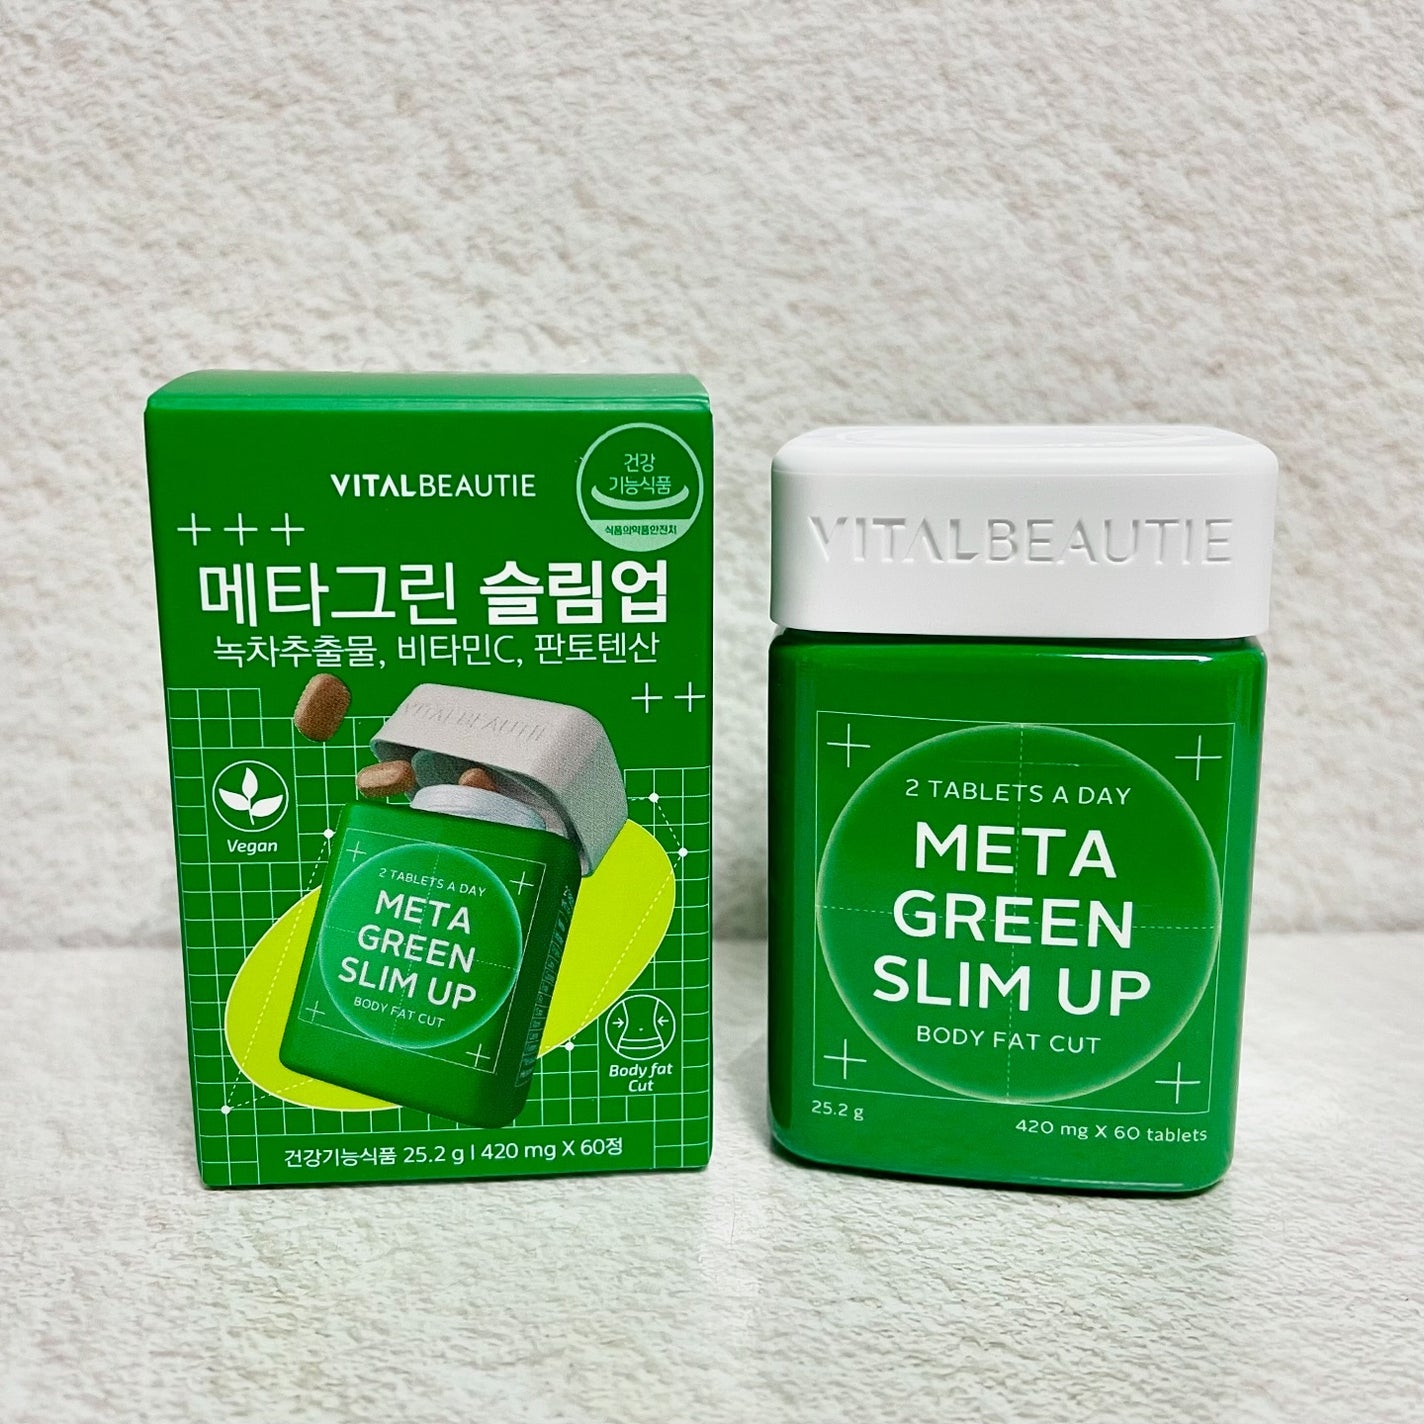 VITALBEAUTIE
건강
기능식품
식품의약품안전처
메타그린 슬림업
녹차추출물, 비타민C, 판토텐산
VITALBEAUTIE
Vegan
2 TABLETS A DAY
META
GREEN
SLIM UP
BODY FAT CUT
Body fat
Cut
건강기능식품 25.2 g | 420 mg X 60정
VITALBEAUTIE
2 TABLETS A DAY
META
GREEN
SLIM UP
BODY FAT CUT
25.2 g
420 mg X 60 tablets